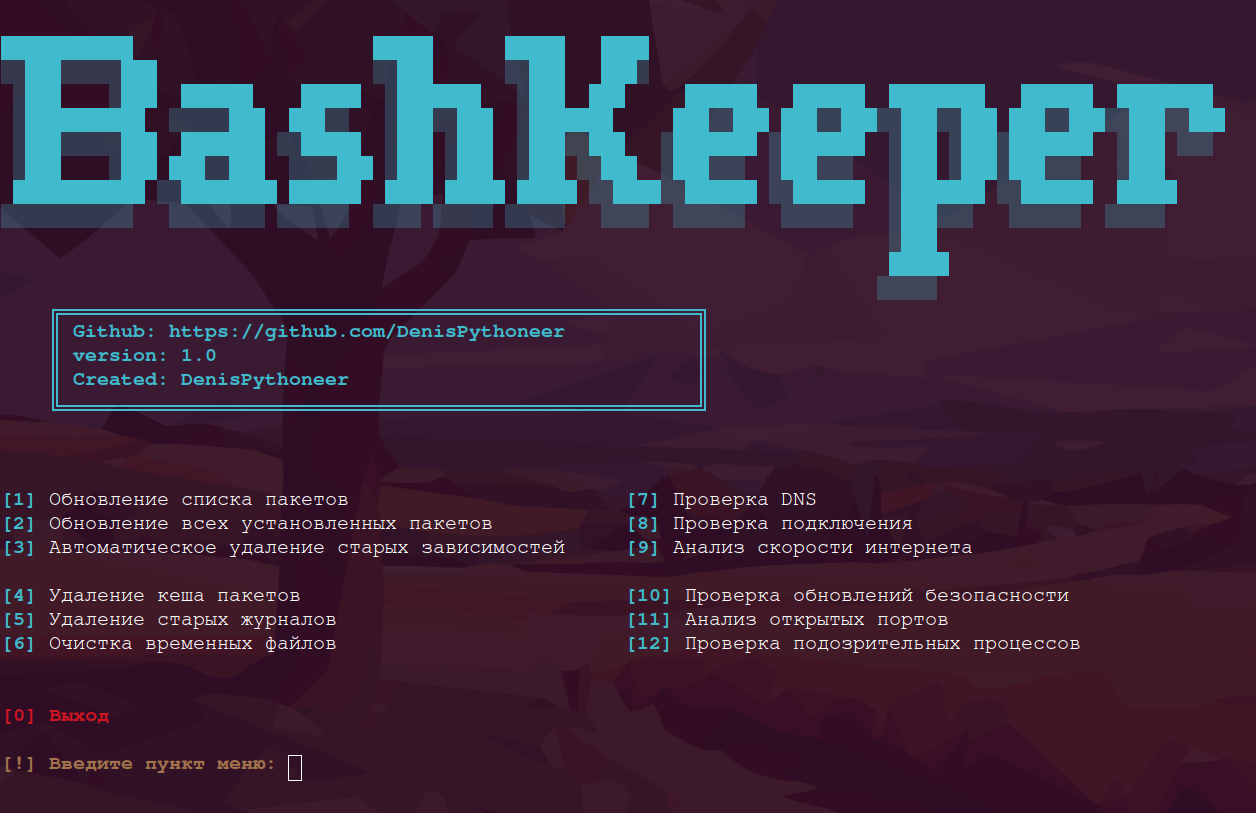 BashKeeper
Github: https://github.com/DenisPythoneer
version: 1.0
Created: DenisPythoneer
[1] Обновление списка пакетов
[2] Обновление всех установленных пакетов
[3] Автоматическое удаление старых зависимостей
[4] Удаление кеша пакетов
[5] Удаление старых журналов
[6] Очистка временных файлов
[7] Проверка DNS
[8] Проверка подключения
[9] Анализ скорости интернета
[10] Проверка обновлений безопасности
[11] Анализ открытых портов
[12] Проверка подозрительных процессов
[0] Выход
[!] Введите пункт меню: